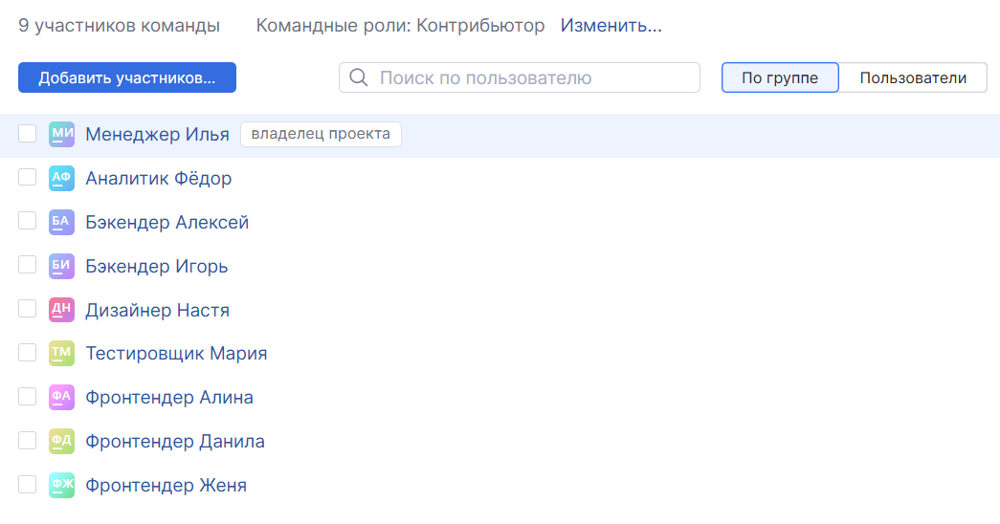 9 участников команды Командные роли: Контрибьютор Изменить...
Добавить участников... Поиск по пользователю По группе Пользователи
МИ Менеджер Илья владелец проекта
АФ Аналитик Фёдор
БА Бэкендер Алексей
БИ Бэкендер Игорь
ДН Дизайнер Настя
ТМ Тестировщик Мария
ФА Фронтендер Алина
ФД Фронтендер Данила
ФЖ Фронтендер Женя